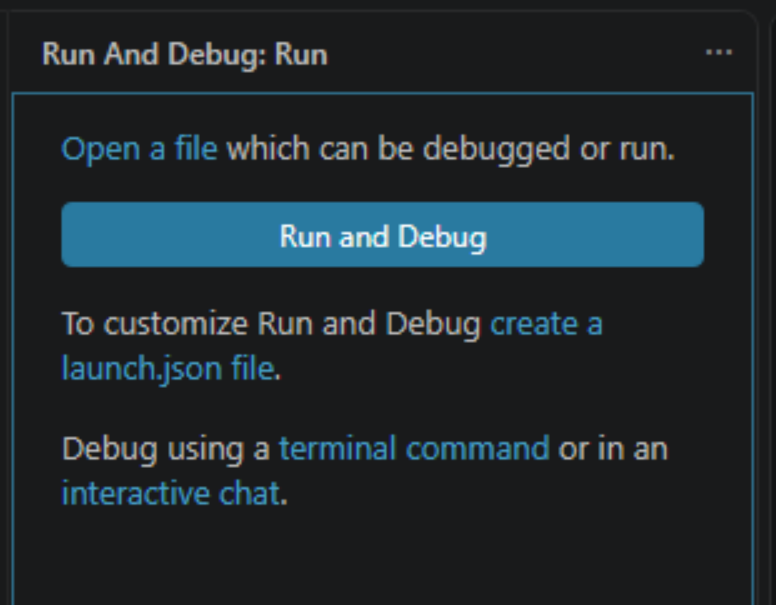 Run And Debug: Run
Open a file which can be debugged or run.
Run and Debug
To customize Run and Debug create a
launch.json file.
Debug using a terminal command or in an
interactive chat.